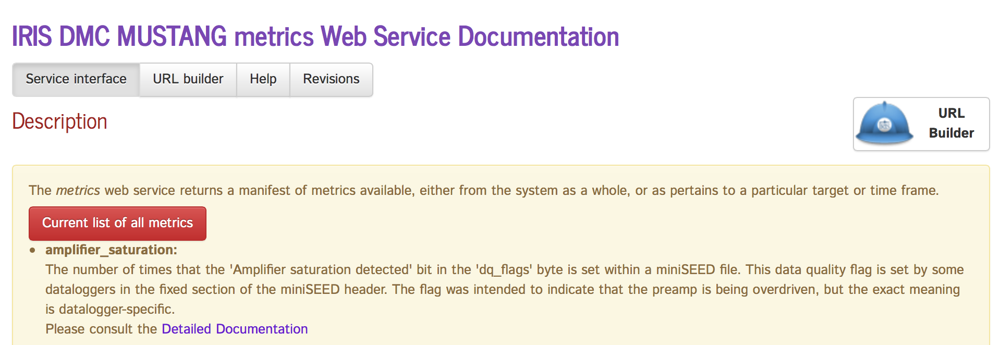 IRIS DMC MUSTANG metrics Web Service Documentation
Service interface
URL builder
Help
Revisions
Description
URL
Builder
The metrics web service returns a manifest of metrics available, either from the system as a whole, or as pertains to a particular target or time frame.
Current list of all metrics
• amplifier_saturation:
The number of times that the 'Amplifier saturation detected' bit in the 'dq_flags' byte is set within a miniSEED file. This data quality flag is set by some
dataloggers in the fixed section of the miniSEED header. The flag was intended to indicate that the preamp is being overdriven, but the exact meaning
is datalogger-specific.
Please consult the Detailed Documentation